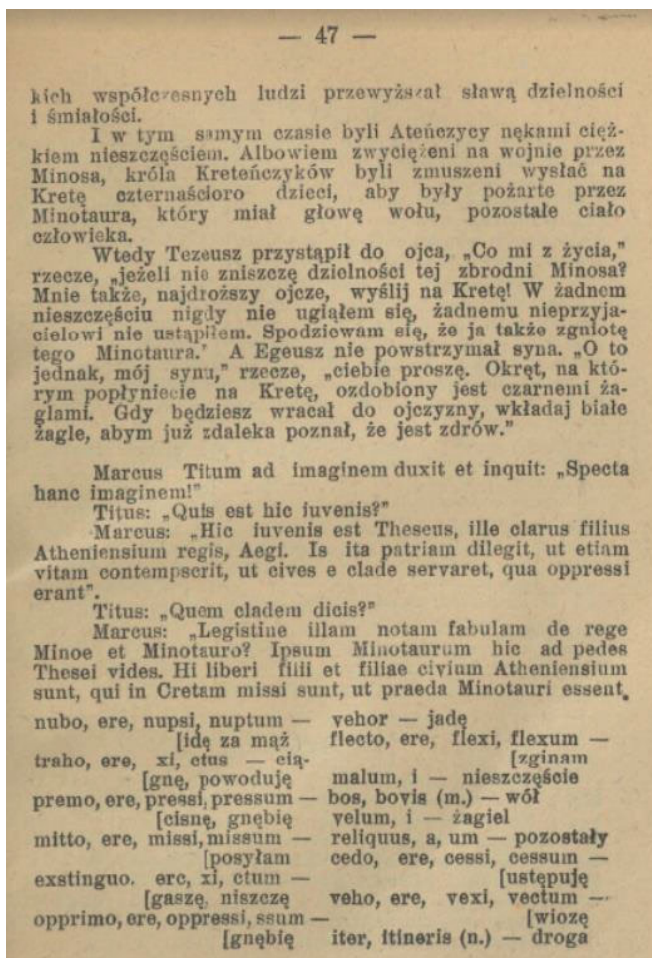 — 47 —
kich współczesnych ludzi przewyższał sławą dzielności
i śmiałości.
I w tym samym czasie byli Ateńczycy nękami cięż-
kiem nieszczęściem. Albowiem zwyciężeni na wojnie przez
Minosa, króla Kreteńczyków byli zmuszeni wysłać na
Kretę czternaścioro dzieci, aby były pożarte przez
Minotaura, który miał głowę wołu, pozostałe ciało
człowieka.
Wtedy Tezeusz przystąpił do ojca, „Co mi z życia,"
rzecze, „jeżeli nie zniszczę dzielności tej zbrodni Minosa?
Mnie także, najdroższy ojcze, wyślij na Kretę! W żadnem
nieszczęściu nigdy nie ugiąłem się, żadnemu nieprzyja-
cielowi nie ustąpiłem. Spodziewam się, że ja także zgniotę
tego Minotaura.' A Egeusz nie powstrzymał syna. „O to
jednak, mój synu," rzecze, „ciebie proszę. Okręt, na któ-
rym popłyniecie na Kretę, ozdobiony jest czarnemi ża-
glami. Gdy będziesz wracał do ojczyzny, wkładaj białe
żagle, abym już zdaleka poznał, że jest zdrów."
Marcus Titum ad imaginem duxit et inquit: „Specta
hanc imaginem!"
Titus: „Quis est hic iuvenis?"
Marcus: „Hic iuvenis est Theseus, ille clarus filius
Atheniensium regis, Aegi. Is ita patriam dilegit, ut etiam
vitam contempserit, ut cives e clade servaret, qua oppressi
erant".
Titus: „Quem cladem dicis?"
Marcus: „Legistine illam notam fabulam de rege
Minoe et Minotauro? Ipsum Minotaurum hic ad pedes
Thesei vides. Hi liberi filii et filiae civium Atheniensium
sunt, qui in Cretam missi sunt, ut praeda Minotauri essent.
nubo, ere, nupsi, nuptum —
[idę za mąż
traho, ere, xi, ctus — cią-
[gnę, powoduję
premo, ere, pressi, pressum —
[cisnę, gnębię
mitto, ere, missi, missum —
[posyłam
exstinguo. ere, xi, ctum —
[gaszę, niszczę
opprimo, ere, oppressi, ssum —
[gnębię
vehor — jadę
flecto, ere, flexi, flexum —
[zginam
malum, i — nieszczęście
bos, bovis (m.) — wół
velum, i — żagiel
reliquus, a, um — pozostały
cedo, ere, cessi, cessum —
[ustępuję
veho, ere, vexi, vectum —
[wiozę
iter, itineris (n.) — droga